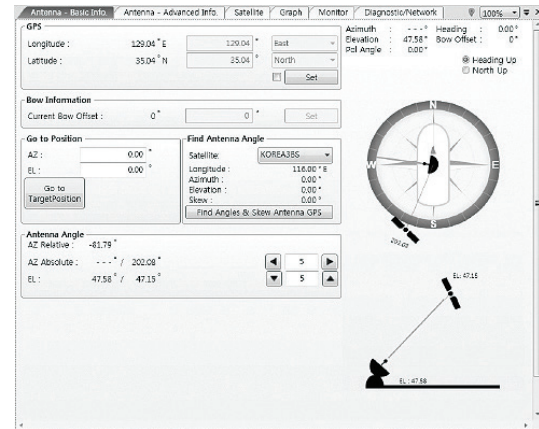 Antenna - Basic Info. Antenna - Advanced Info. Satellite Graph Monitor Diagnostic/Network 100%
GPS
Longitude : 129.04 ° E 129.04 ° East
Latitude : 35.04 ° N 35.04 ° North
Set
Bow Information
Current Bow Offset : 0 ° 0 ° Set
Go to Position
AZ : 0.00 °
EL : 0.00 °
Go to
TargetPosition
Find Antenna Angle
Satellite: KOREA3BS
Longitude : 116.00 ° E
Azimuth : 0.00 °
Elevation : 0.00 °
Skew : 0.00 °
Find Angles & Skew Antenna GPS
Antenna Angle
AZ Relative : -81.79 °
AZ Absolute : - - - ° / 202.08 ° 5
EL : 47.58 ° / 47.15 ° 5
Azimuth : - - - ° Heading : 0.00 °
Elevation : 47.58 ° Bow Offset : 0 °
Pol Angle : 0.00 °
Heading Up
North Up
N
W E
S
EL: 47.15
EL : 47.58